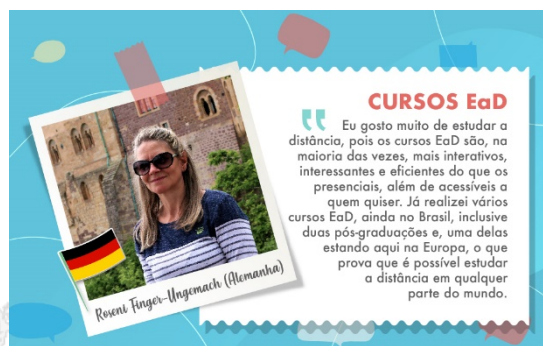 CURSOS EaD
Eu gosto muito de estudar a
distância, pois os cursos EaD são, na
maioria das vezes, mais interativos,
interessantes e eficientes do que os
presenciais, além de acessíveis a
quem quiser. Já realizei vários
cursos EaD, ainda no Brasil, inclusive
duas pós-graduações e, uma delas
estando aqui na Europa, o que
prova que é possível estudar
a distância em qualquer
parte do mundo.
Roseni Finger-Ungemach (Alemanha)